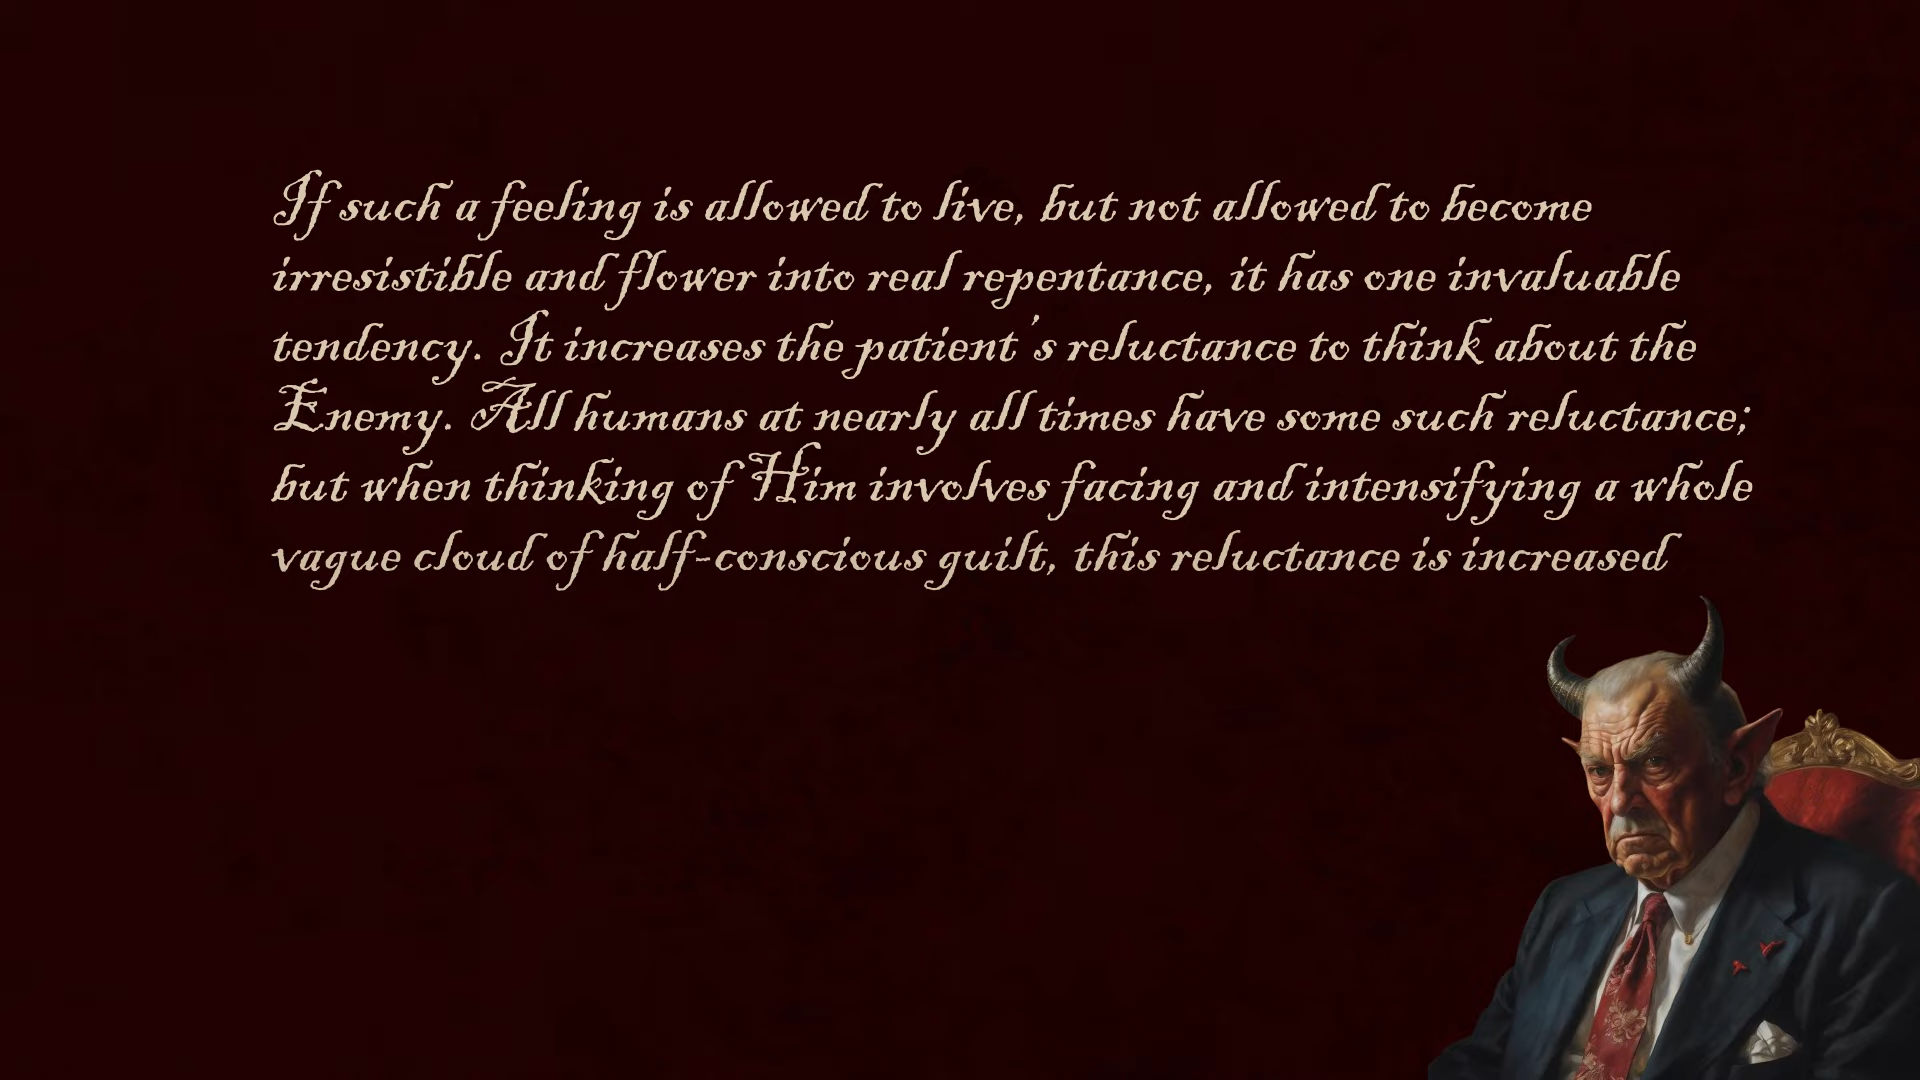 If such a feeling is allowed to live, but not allowed to become
irresistible and flower into real repentance, it has one invaluable
tendency. It increases the patient's reluctance to think about the
Enemy. All humans at nearly all times have some such reluctance;
but when thinking of Him involves facing and intensifying a whole
vague cloud of half-conscious guilt, this reluctance is increased